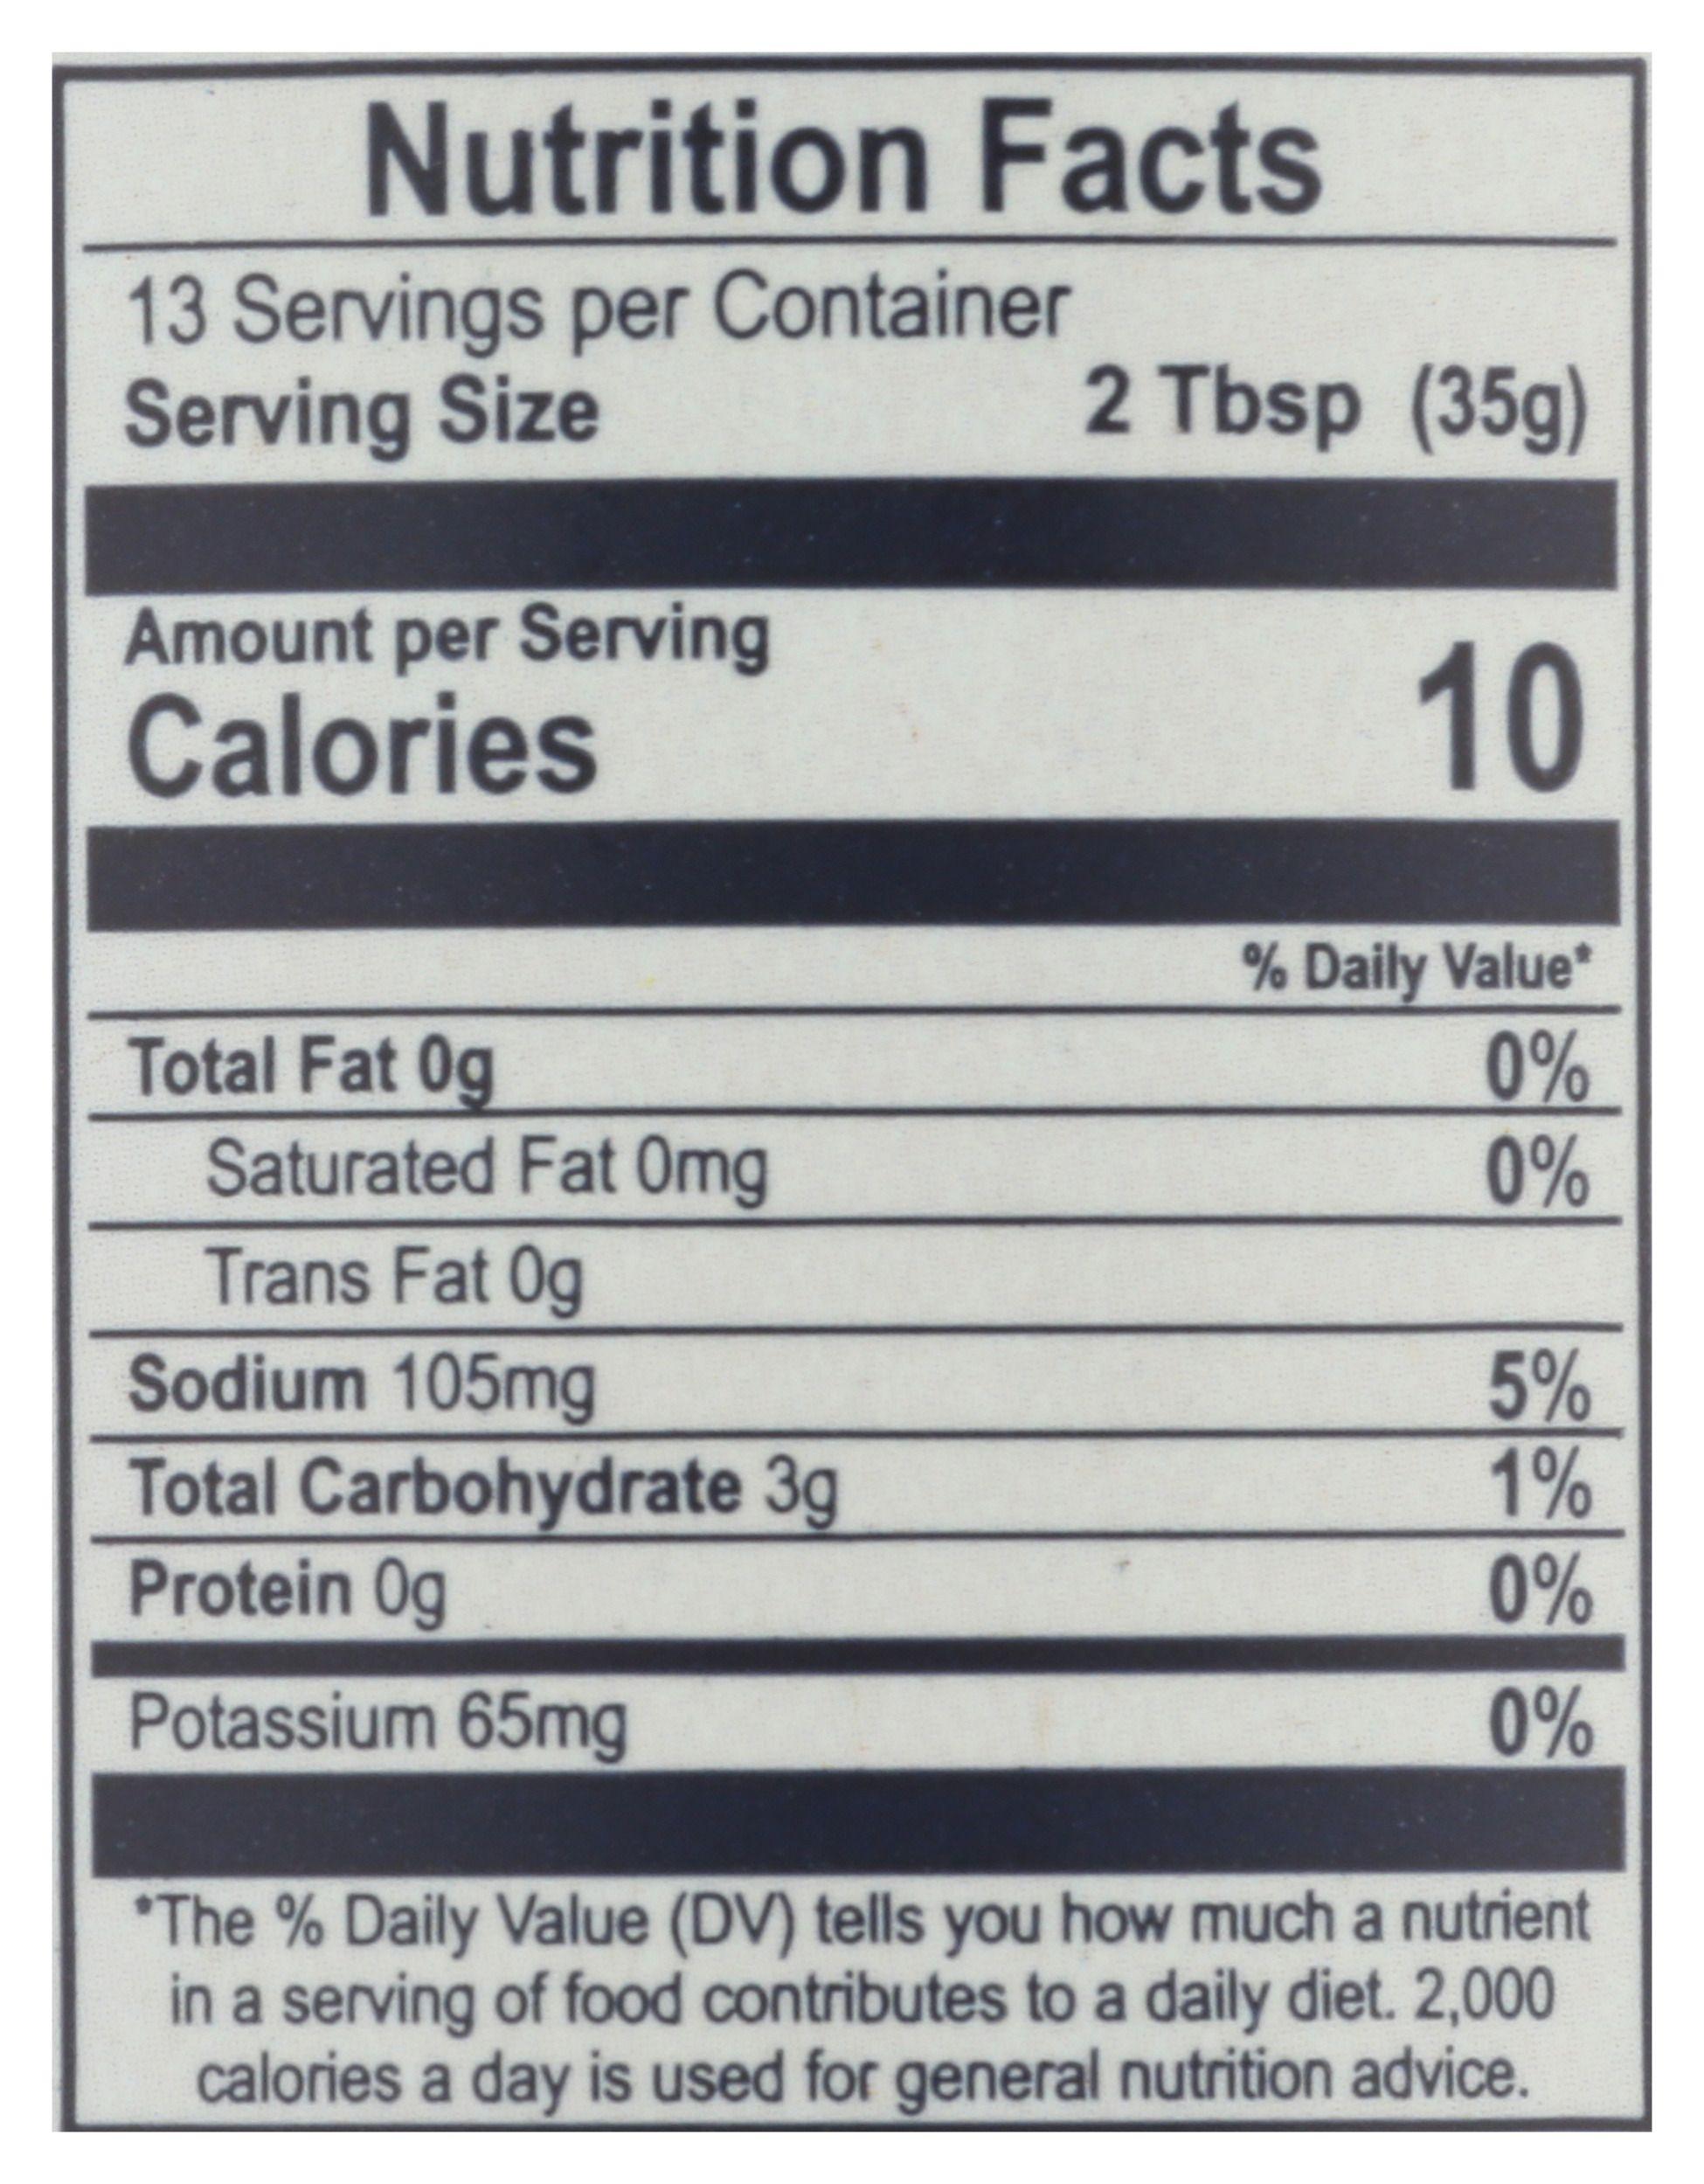 Nutrition Facts
13 Servings per Container
Serving Size 2 Tbsp (35g)
Amount per Serving
Calories 10
% Daily Value*
Total Fat 0g 0%
Saturated Fat 0mg 0%
Trans Fat 0g
Sodium 105mg 5%
Total Carbohydrate 3g 1%
Protein 0g 0%
Potassium 65mg 0%
*The % Daily Value (DV) tells you how much a nutrient
in a serving of food contributes to a daily diet. 2,000
calories a day is used for general nutrition advice.